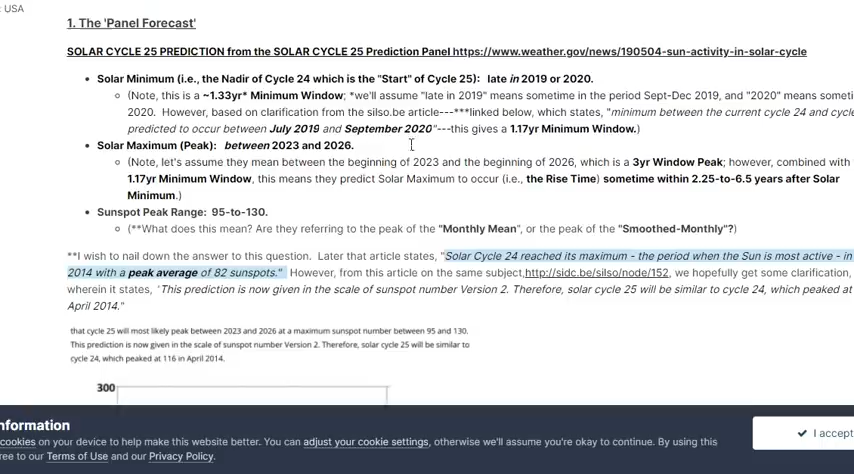 : USA
1. The 'Panel Forecast'
SOLAR CYCLE 25 PREDICTION from the SOLAR CYCLE 25 Prediction Panel https://www.weather.gov/news/190504-sun-activity-in-solar-cycle
• Solar Minimum (i.e., the Nadir of Cycle 24 which is the "Start" of Cycle 25):   late in 2019 or 2020.
○ (Note, this is a ~1.33yr* Minimum Window; *we'll assume "late in 2019" means sometime in the period Sept-Dec 2019, and "2020" means someti
2020.  However, based on clarification from the silso.be article---***linked below, which states, "minimum between the current cycle 24 and cycle
predicted to occur between July 2019 and September 2020"---this gives a 1.17yr Minimum Window.)
• Solar Maximum (Peak):   between 2023 and 2026.
○ (Note, let's assume they mean between the beginning of 2023 and the beginning of 2026, which is a 3yr Window Peak; however, combined with
1.17yr Minimum Window, this means they predict Solar Maximum to occur (i.e., the Rise Time) sometime within 2.25-to-6.5 years after Solar
Minimum.)
• Sunspot Peak Range:  95-to-130.
○ (**What does this mean? Are they referring to the peak of the "Monthly Mean", or the peak of the "Smoothed-Monthly"?)
**I wish to nail down the answer to this question.  Later that article states, "Solar Cycle 24 reached its maximum - the period when the Sun is most active - in
2014 with a peak average of 82 sunspots."  However, from this article on the same subject,http://sidc.be/silso/node/152, we hopefully get some clarification,
wherein it states, "This prediction is now given in the scale of sunspot number Version 2. Therefore, solar cycle 25 will be similar to cycle 24, which peaked at
April 2014."
that cycle 25 will most likely peak between 2023 and 2026 at a maximum sunspot number between 95 and 130.
This prediction is now given in the scale of sunspot number Version 2. Therefore, solar cycle 25 will be similar to
cycle 24, which peaked at 116 in April 2014.
300
nformation
cookies on your device to help make this website better. You can adjust your cookie settings, otherwise we'll assume you're okay to continue. By using this
ree to our Terms of Use and our Privacy Policy.
✔ I accept